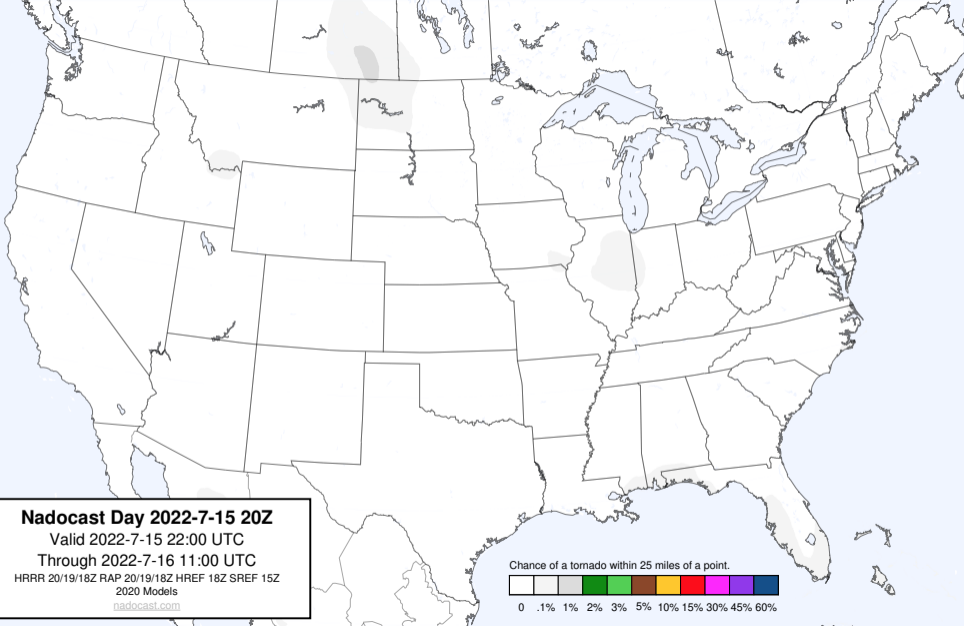 Nadocast Day 2022-7-15 20Z
Valid 2022-7-15 22:00 UTC
Through 2022-7-16 11:00 UTC
HRRR 20/19/18Z RAP 20/19/18Z HREF 18Z SREF 15Z
2020 Models
nadocast.com
Chance of a tornado within 25 miles of a point.
0 .1% 1% 2% 3% 5% 10% 15% 30% 45% 60%